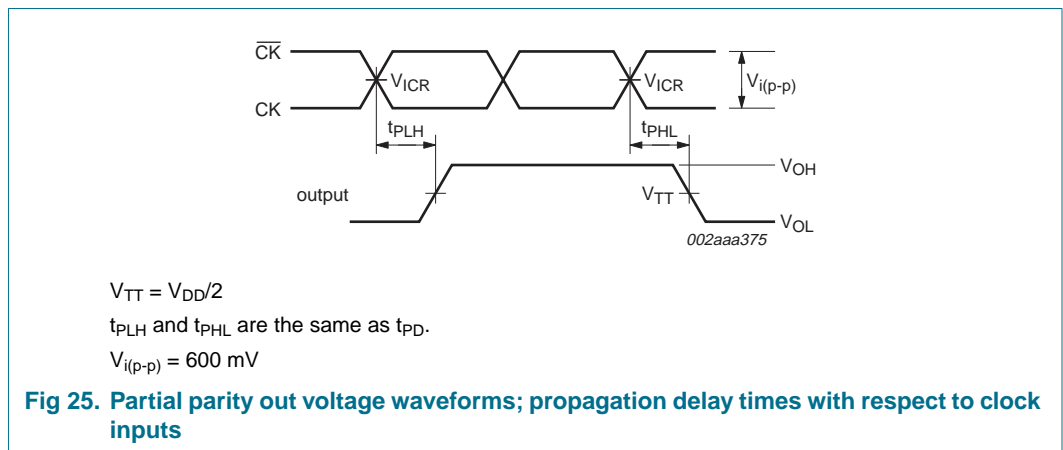 C̅K̅
V_ICR
V_ICR
V_i(p-p)
CK
t_PLH
t_PHL
V_OH
output
V_TT
V_OL
002aaa375
V_TT = V_DD/2
t_PLH and t_PHL are the same as t_PD.
V_i(p-p) = 600 mV
Fig 25. Partial parity out voltage waveforms; propagation delay times with respect to clock
inputs